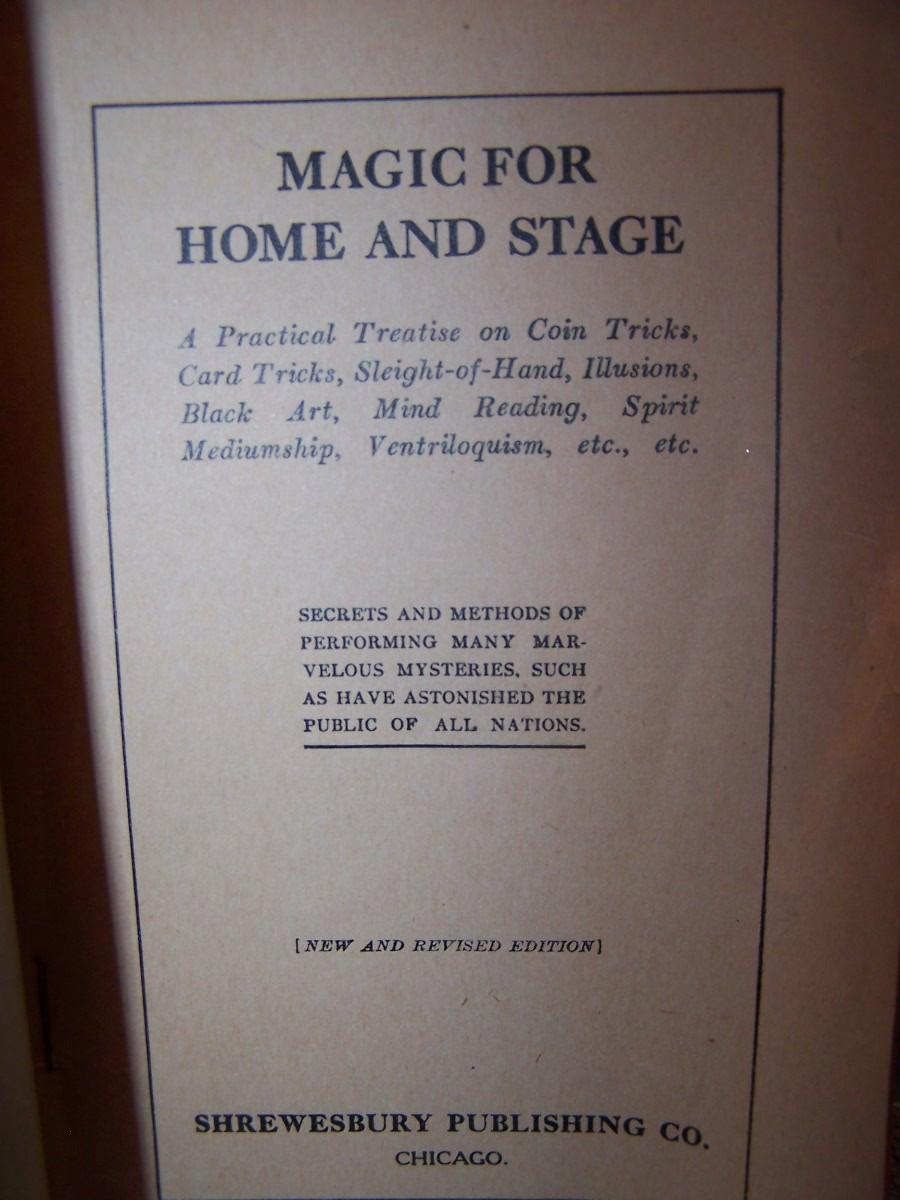 MAGIC FOR
HOME AND STAGE
A Practical Treatise on Coin Tricks,
Card Tricks, Sleight-of-Hand, Illusions,
Black Art, Mind Reading, Spirit
Mediumship, Ventriloquism, etc., etc.
SECRETS AND METHODS OF
PERFORMING MANY MAR-
VELOUS MYSTERIES, SUCH
AS HAVE ASTONISHED THE
PUBLIC OF ALL NATIONS.
[NEW AND REVISED EDITION]
SHREWESBURY PUBLISHING CO.
CHICAGO.